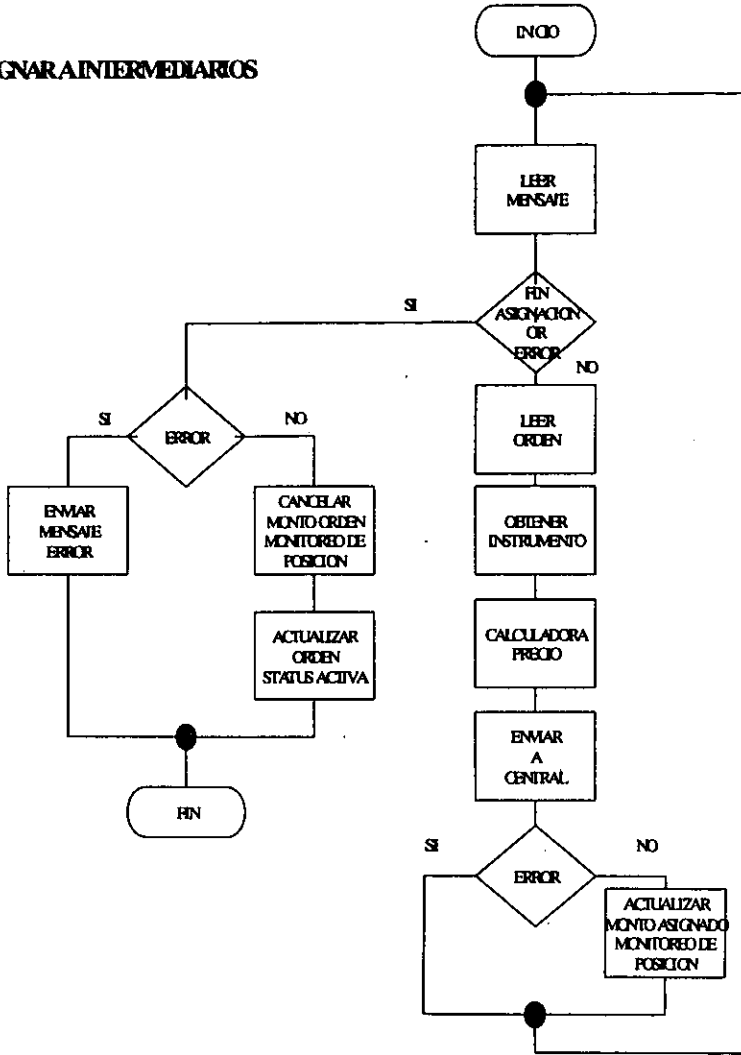 INICIO
GNAR A INTERMEDIARIOS
LEER
MENSAJE
FIN
ASIGNACION
OR
ERROR
SI
NO
LEER
ORDEN
ERROR
SI
NO
ENVIAR
MENSAJE
ERROR
CANCELAR
MONTO ORDEN
MONITOREO DE
POSICION
OBTENER
INSTRUMENTO
ACTUALIZAR
ORDEN
STATUS ACTIVA
CALCULADORA
PRECIO
ENVIAR
A
CENTRAL
FIN
SI
NO
ERROR
ACTUALIZAR
MONTO ASIGNADO
MONITOREO DE
POSICION